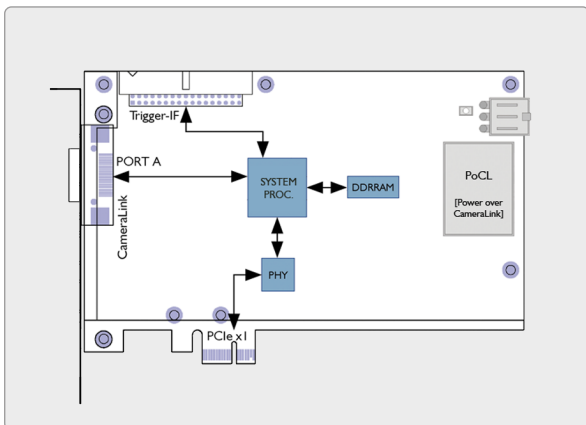 Trigger-IF
PORT A
CameraLink
SYSTEM
PROC.
DDRRAM
PoCL
[Power over
CameraLink]
PHY
PCIe x1